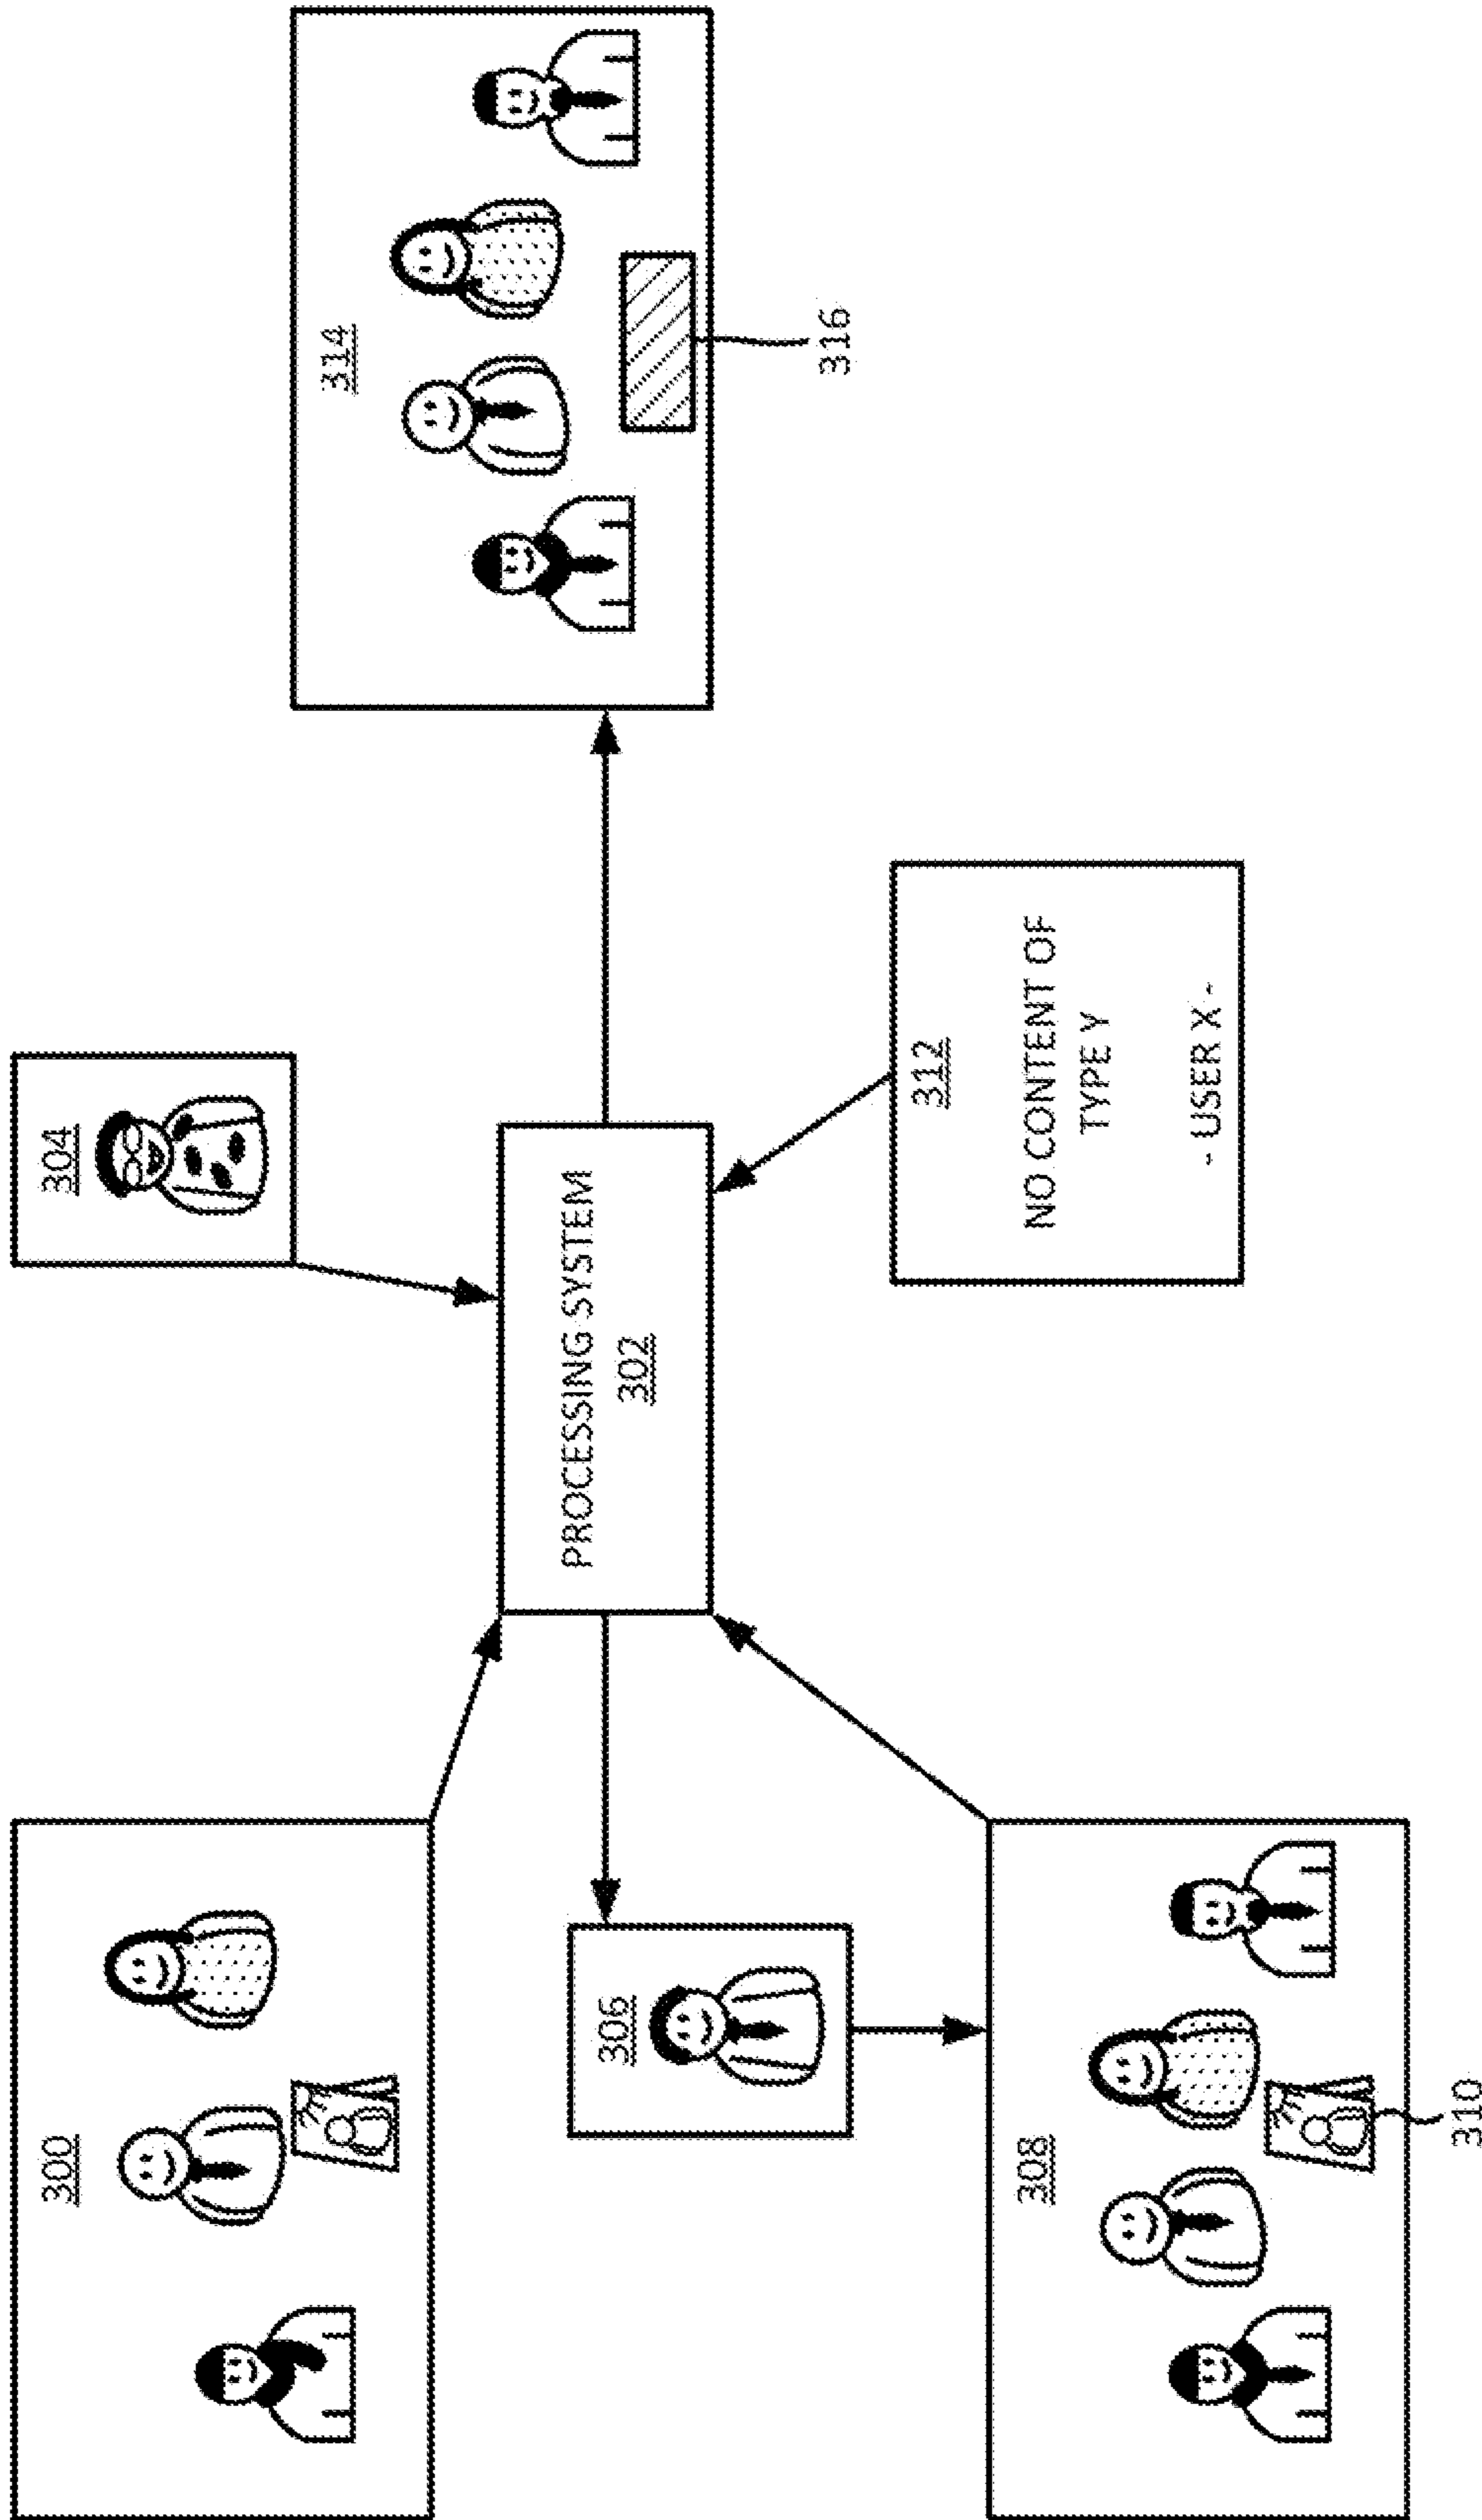 300
304
314
316
PROCESSING SYSTEM
302
306
308
310
312
NO CONTENT OF
TYPE Y
- USER X -